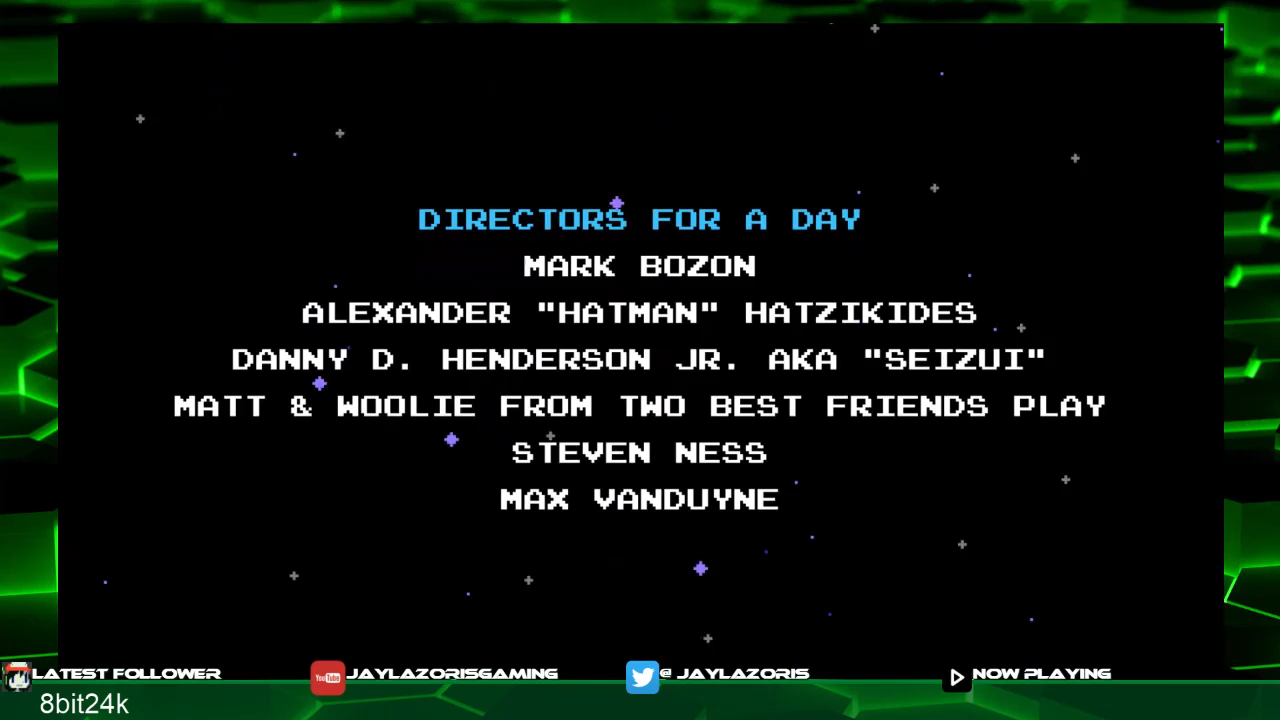 DIRECTORS FOR A DAY
MARK BOZON
ALEXANDER "HATMAN" HATZIKIDES
DANNY D. HENDERSON JR. AKA "SEIZUI"
MATT & WOOLIE FROM TWO BEST FRIENDS PLAY
STEVEN NESS
MAX VANDUYNE
LATEST FOLLOWER
YouTube JAYLAZORISGAMING
@ JAYLAZORIS
NOW PLAYING
8bit24k